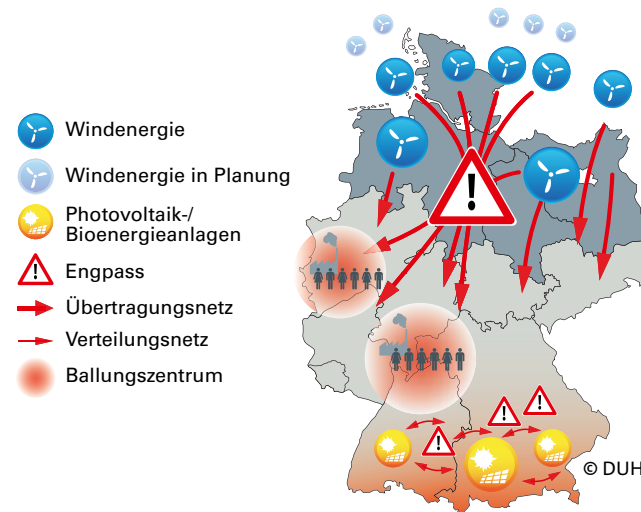 Windenergie
Windenergie in Planung
Photovoltaik-/
Bioenergieanlagen
Engpass
Übertragungsnetz
Verteilungsnetz
Ballungszentrum
!
!
!
!
!
© DUH